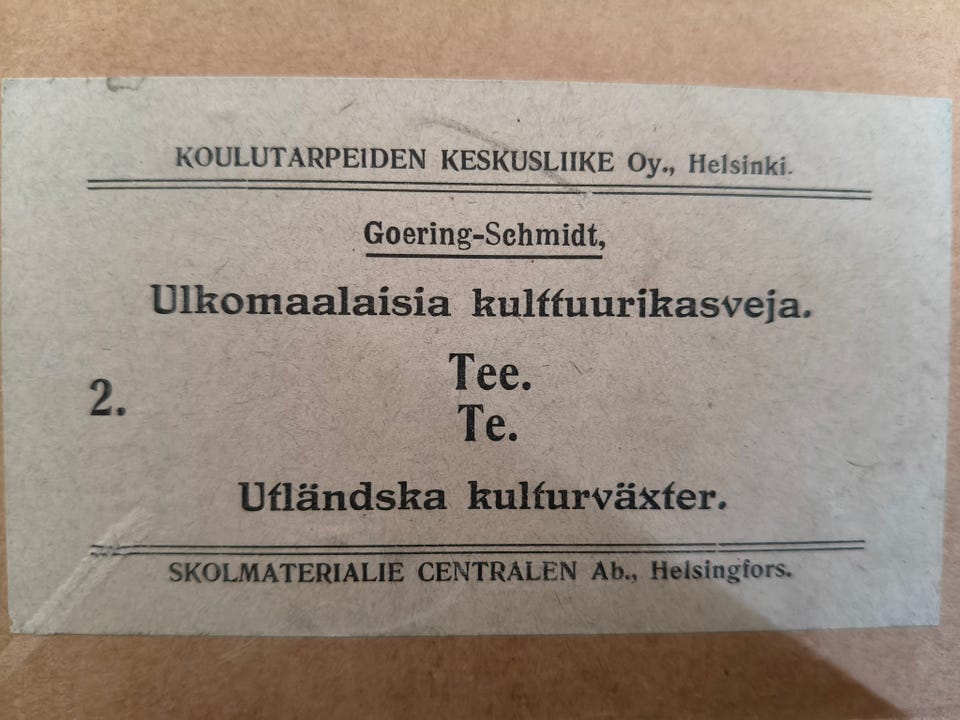 KOULUTARPEIDEN KESKUSLIIKE Oy., Helsinki.
Goering-Schmidt,
Ulkomaalaisia kulttuurikasveja.
2.
Tee.
Te.
Utländska kulturväxter.
SKOLMATERIALIE CENTRALEN Ab., Helsingfors.